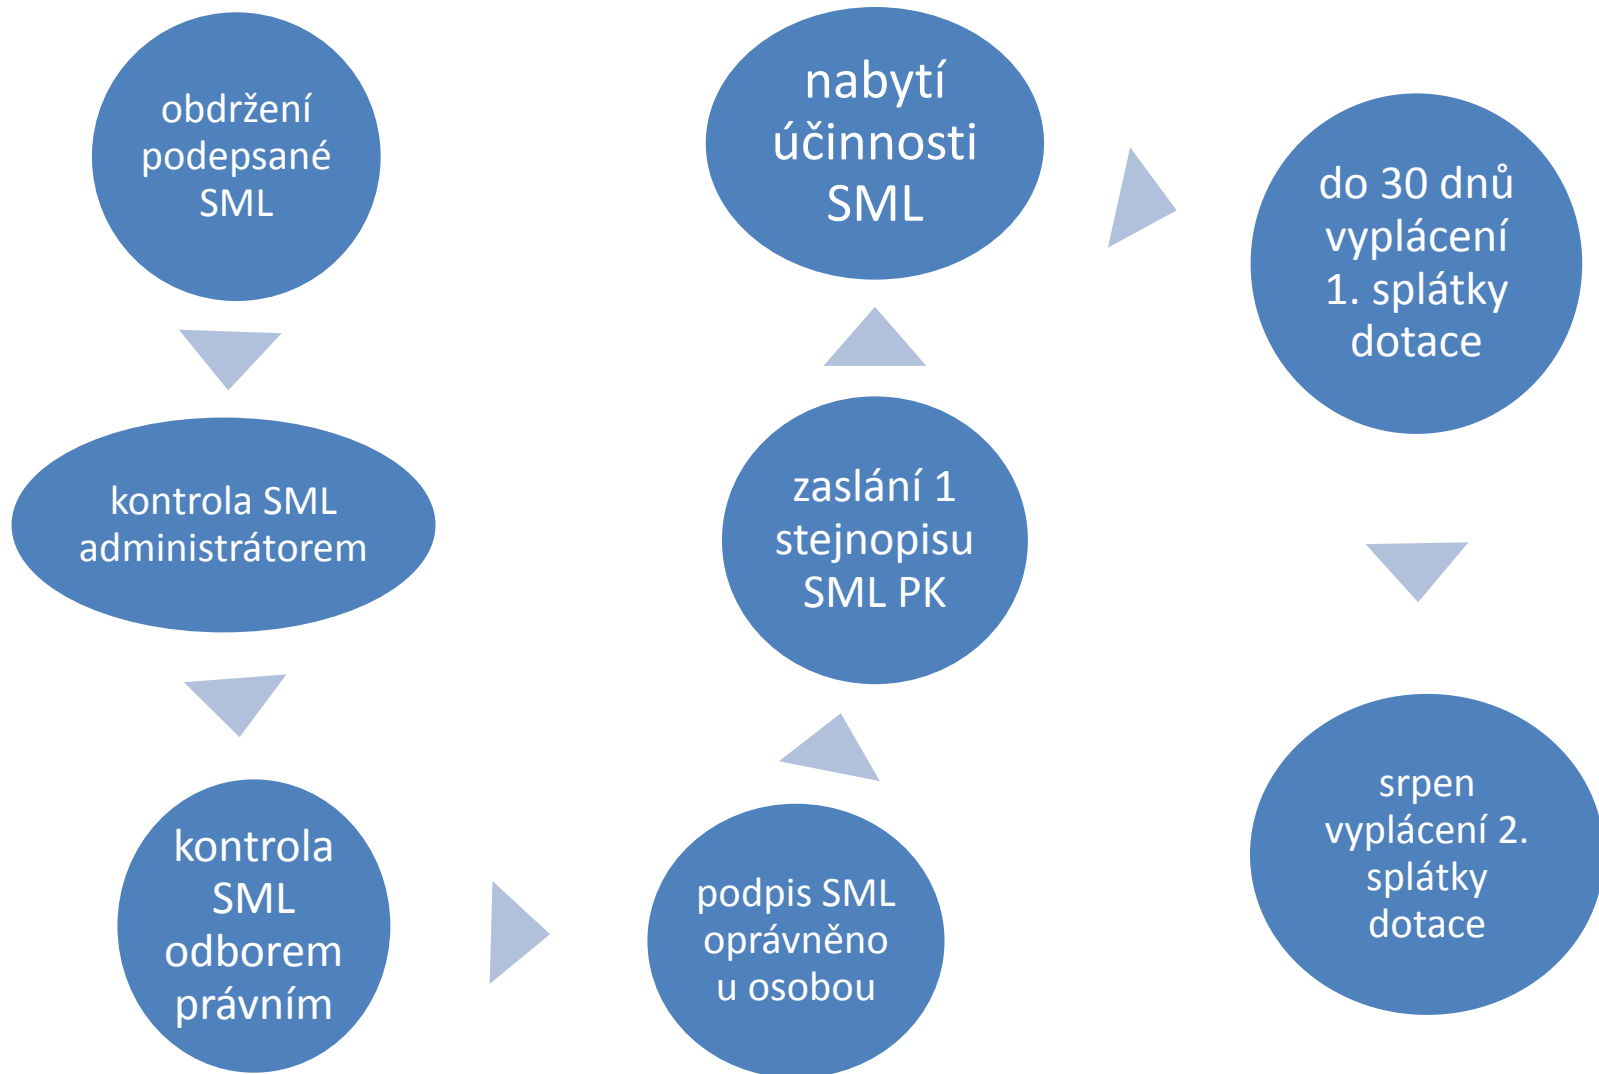 obdržení
podepsané
SML
kontrola SML
administrátorem
kontrola
SML
odborem
právním
podpis SML
oprávněno
u osobou
zaslání 1
stejnopisu
SML PK
nabytí
účinnosti
SML
do 30 dnů
vyplácení
1. splátky
dotace
srpen
vyplácení 2.
splátky
dotace